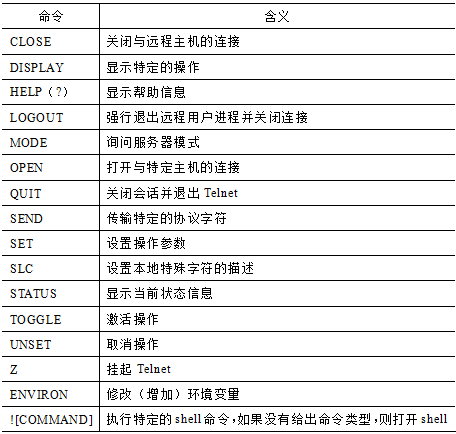 命令 含义
CLOSE 关闭与远程主机的连接
DISPLAY 显示特定的操作
HELP（?） 显示帮助信息
LOGOUT 强行退出远程用户进程并关闭连接
MODE 询问服务器模式
OPEN 打开与特定主机的连接
QUIT 关闭会话并退出 Telnet
SEND 传输特定的协议字符
SET 设置操作参数
SLC 设置本地特殊字符的描述
STATUS 显示当前状态信息
TOGGLE 激活操作
UNSET 取消操作
Z 挂起 Telnet
ENVIRON 修改（增加）环境变量
![COMMAND] 执行特定的 shell 命令，如果没有给出命令类型，则打开 shell